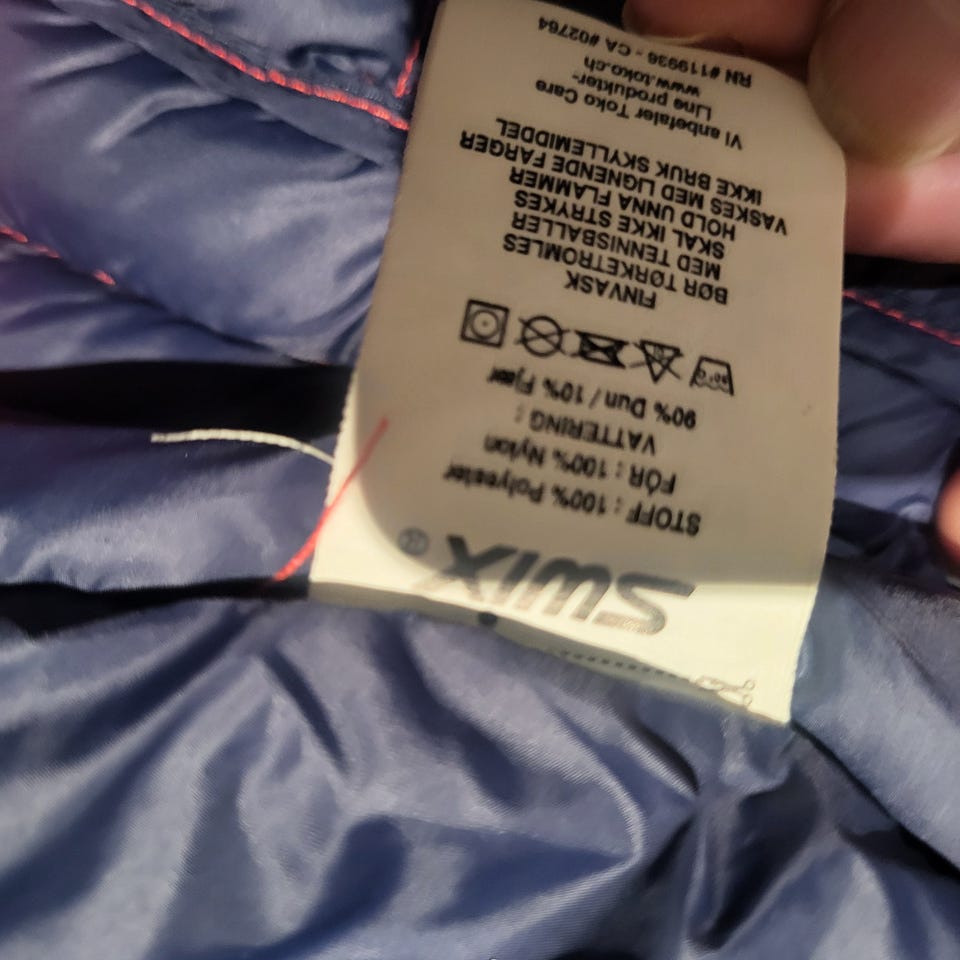 SWIX®
STOFF: 100% Polyester
FÓR: 100% Nylon
VATTERING:
90% Dun / 10% Fjær
FINVASK
BØR TØRKETROMLES
MED TENNISBALLER
SKAL IKKE STRYKES
HOLD UNNA FLAMMER
VASKES MED LIGNENDE FARGER
IKKE BRUK SKYLLEMIDDEL
Vi anbefaler Toko Care
Line produkter-
www.toko.ch
RN #119936 - CA #02764